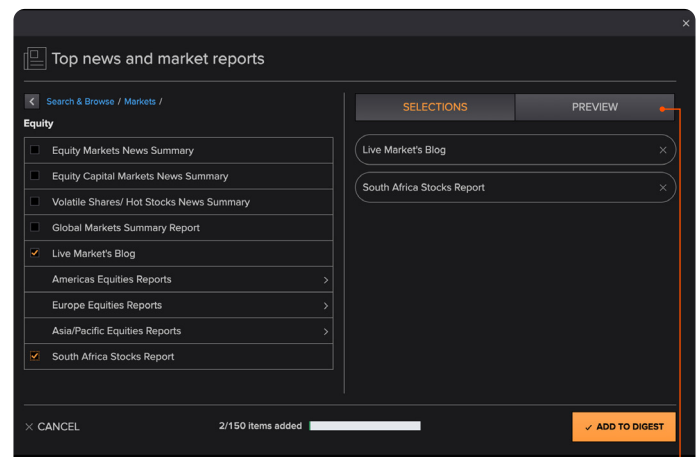 Top news and market reports
Search & Browse / Markets /
Equity
Equity Markets News Summary
Equity Capital Markets News Summary
Volatile Shares/ Hot Stocks News Summary
Global Markets Summary Report
Live Market's Blog
Americas Equities Reports
Europe Equities Reports
Asia/Pacific Equities Reports
South Africa Stocks Report
SELECTIONS
PREVIEW
Live Market's Blog
South Africa Stocks Report
CANCEL
2/150 items added
ADD TO DIGEST